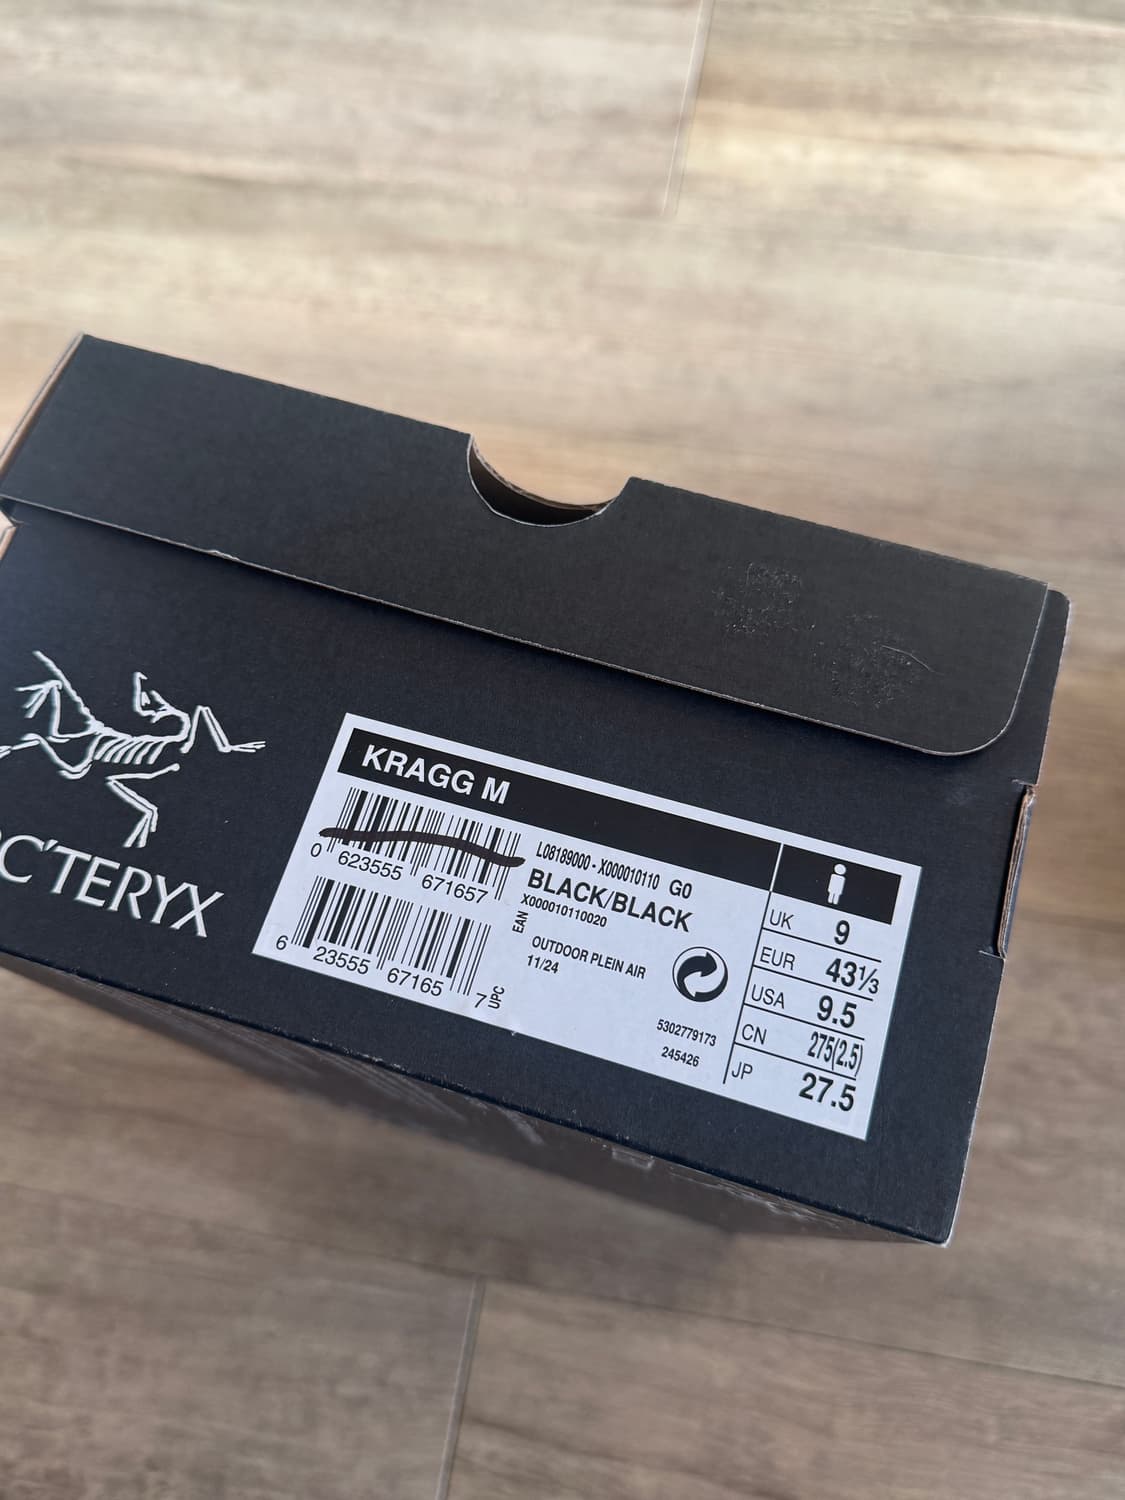 C'TERYX
KRAGG M
0 623555 671657
EAN
6 23555 67165 7
UPC
L08189000 - X000010110 GO
BLACK/BLACK
X000010110020
OUTDOOR PLEIN AIR
11/24
5302779173
245426
UK 9
EUR 43⅓
USA 9.5
CN 275(2.5)
JP 27.5